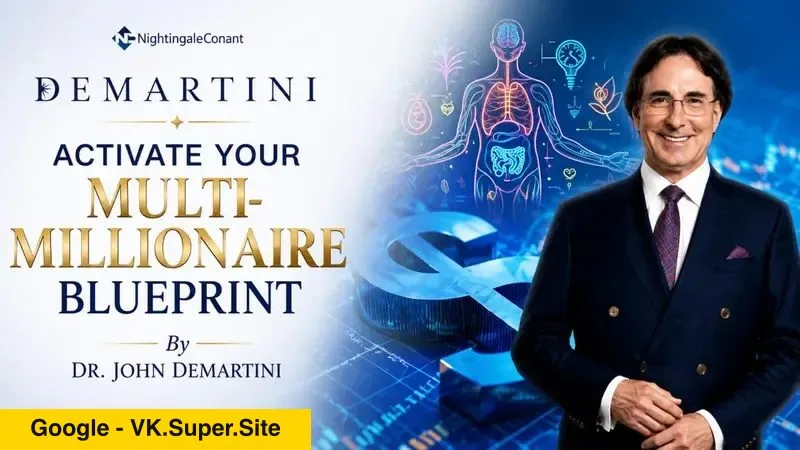 NightingaleConant
DEMARTINI
ACTIVATE YOUR
MULTI-
MILLIONAIRE
BLUEPRINT
By
DR. JOHN DEMARTINI
Google - VK.Super.Site